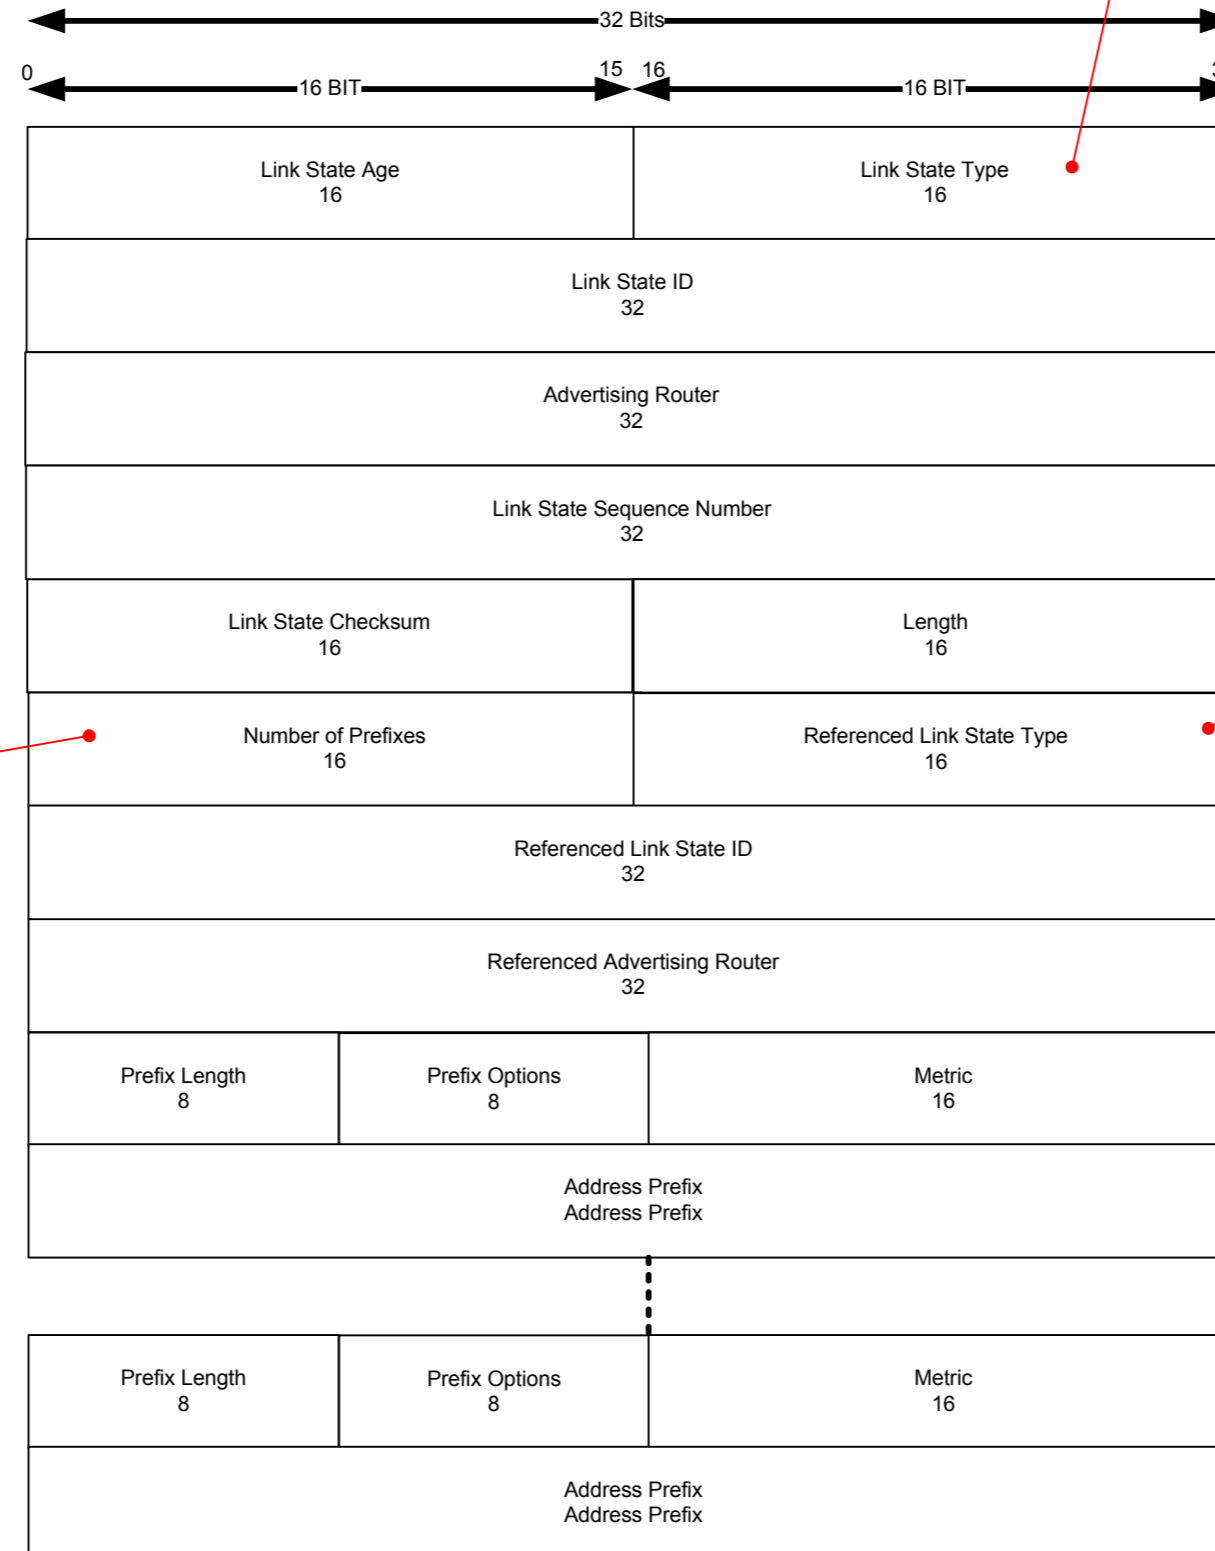 32 Bits
0
16 BIT
15
16
16 BIT
Link State Age
16
Link State Type
16
Link State ID
32
Advertising Router
32
Link State Sequence Number
32
Link State Checksum
16
Length
16
Number of Prefixes
16
Referenced Link State Type
16
Referenced Link State ID
32
Referenced Advertising Router
32
Prefix Length
8
Prefix Options
8
Metric
16
Address Prefix
Address Prefix
Prefix Length
8
Prefix Options
8
Metric
16
Address Prefix
Address Prefix